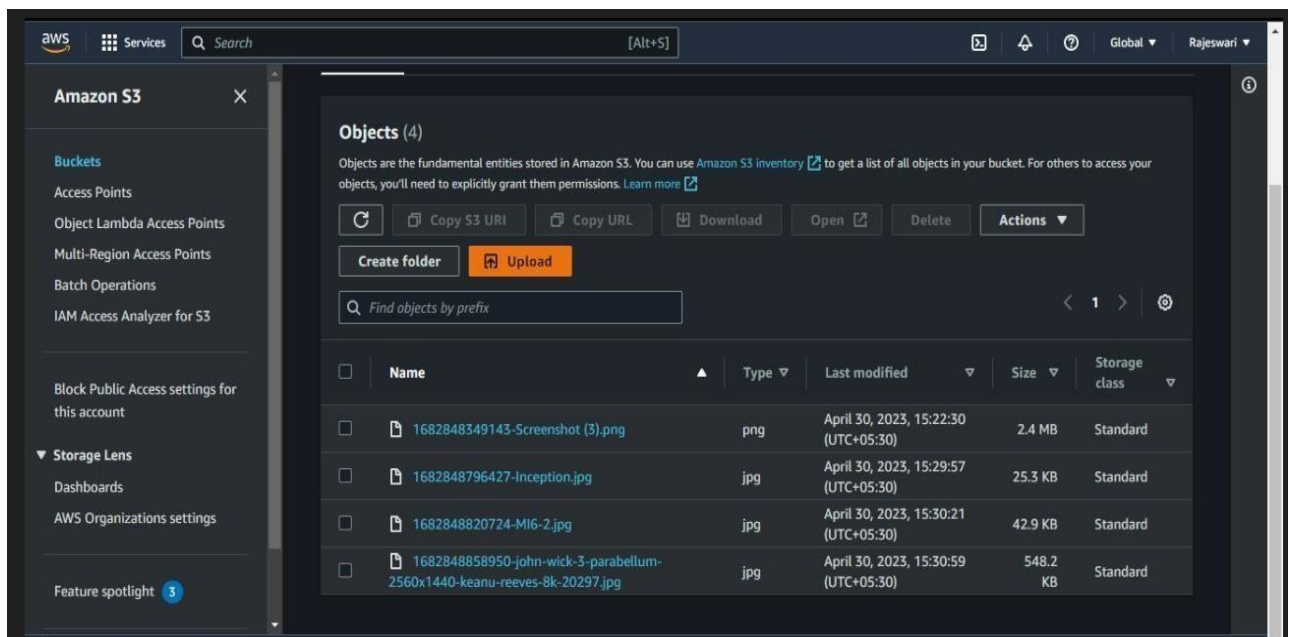 aws
Services
Search
[Alt+S]
Global
Rajeswari
Amazon S3
Buckets
Access Points
Object Lambda Access Points
Multi-Region Access Points
Batch Operations
IAM Access Analyzer for S3
Block Public Access settings for
this account
Storage Lens
Dashboards
AWS Organizations settings
Feature spotlight 3
Objects (4)
Objects are the fundamental entities stored in Amazon S3. You can use Amazon S3 inventory to get a list of all objects in your bucket. For others to access your
objects, you'll need to explicitly grant them permissions. Learn more
Copy S3 URI
Copy URL
Download
Open
Delete
Actions
Create folder
Upload
Find objects by prefix
1
Name
Type
Last modified
Size
Storage
class
1682848349143-Screenshot (3).png
png
April 30, 2023, 15:22:30
(UTC+05:30)
2.4 MB
Standard
1682848796427-Inception.jpg
jpg
April 30, 2023, 15:29:57
(UTC+05:30)
25.3 KB
Standard
1682848820724-MI6-2.jpg
jpg
April 30, 2023, 15:30:21
(UTC+05:30)
42.9 KB
Standard
1682848858950-john-wick-3-parabellum-
2560x1440-keanu-reeves-8k-20297.jpg
jpg
April 30, 2023, 15:30:59
(UTC+05:30)
548.2
KB
Standard